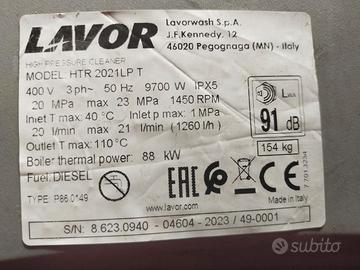 LAVOR
Lavorwash S.p.A.
J.F.Kennedy, 12
46020 Pegognaga (MN) - Italy
HIGH PRESSURE CLEANER
MODEL: HTR 2021LP T
400 V 3 ph~ 50 Hz 9700 W IPX5
20 MPa max 23 MPa 1450 RPM
Inlet T max: 40°C Inlet p max: 1 MPa
20 l/min max 21 l/min (1260 l/h)
Outlet T max: 110°C
Boiler thermal power: 88 kW
Fuel: DIESEL
TYPE: P86.0149
LWA
91 dB
154 kg
EAC
CE
www.lavor.com
Made in Italy
S/N: 8.623.0940 - 04604 - 2023 / 49-0001
subito